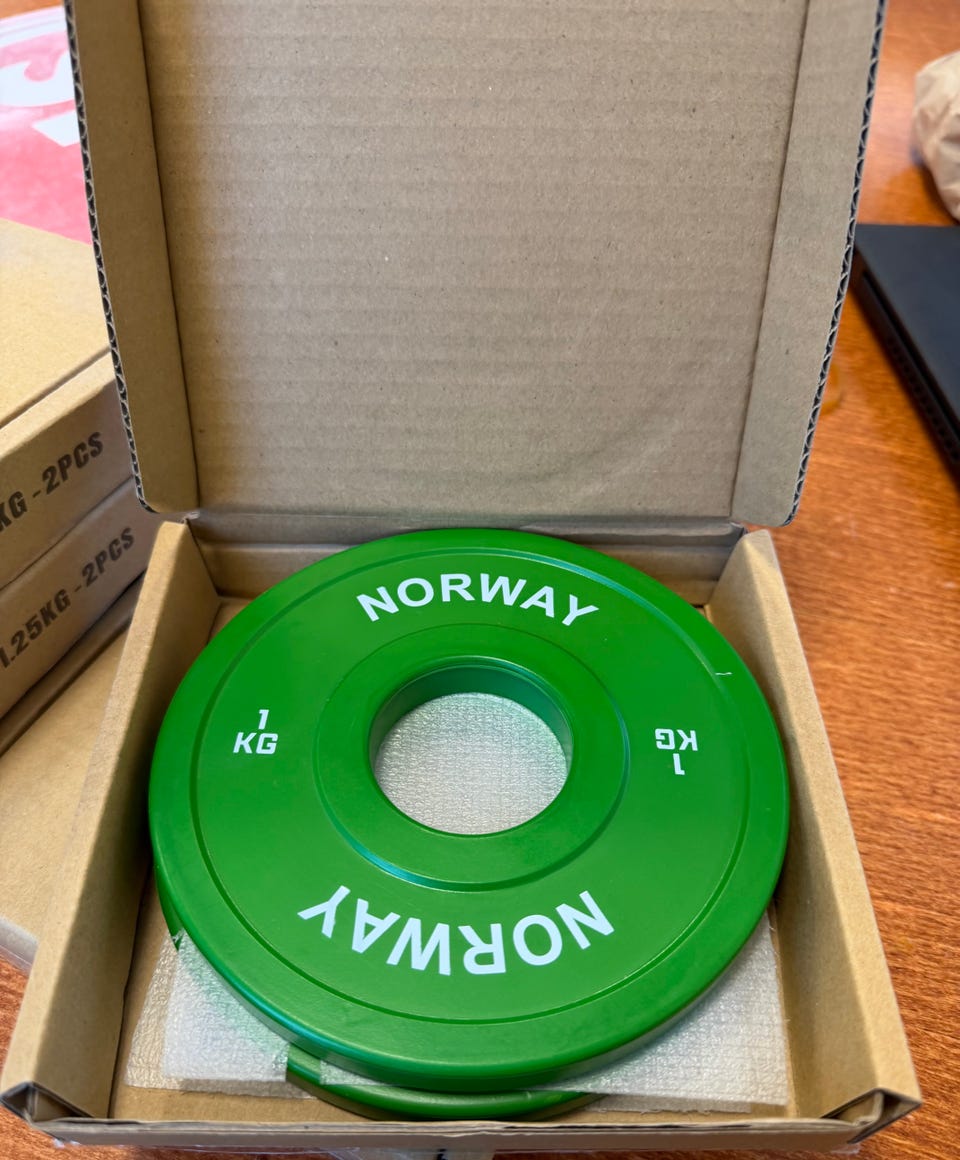 NORWAY
1
KG
KG
1
NORWAY
KG - 2PCS
1.25KG - 2PCS